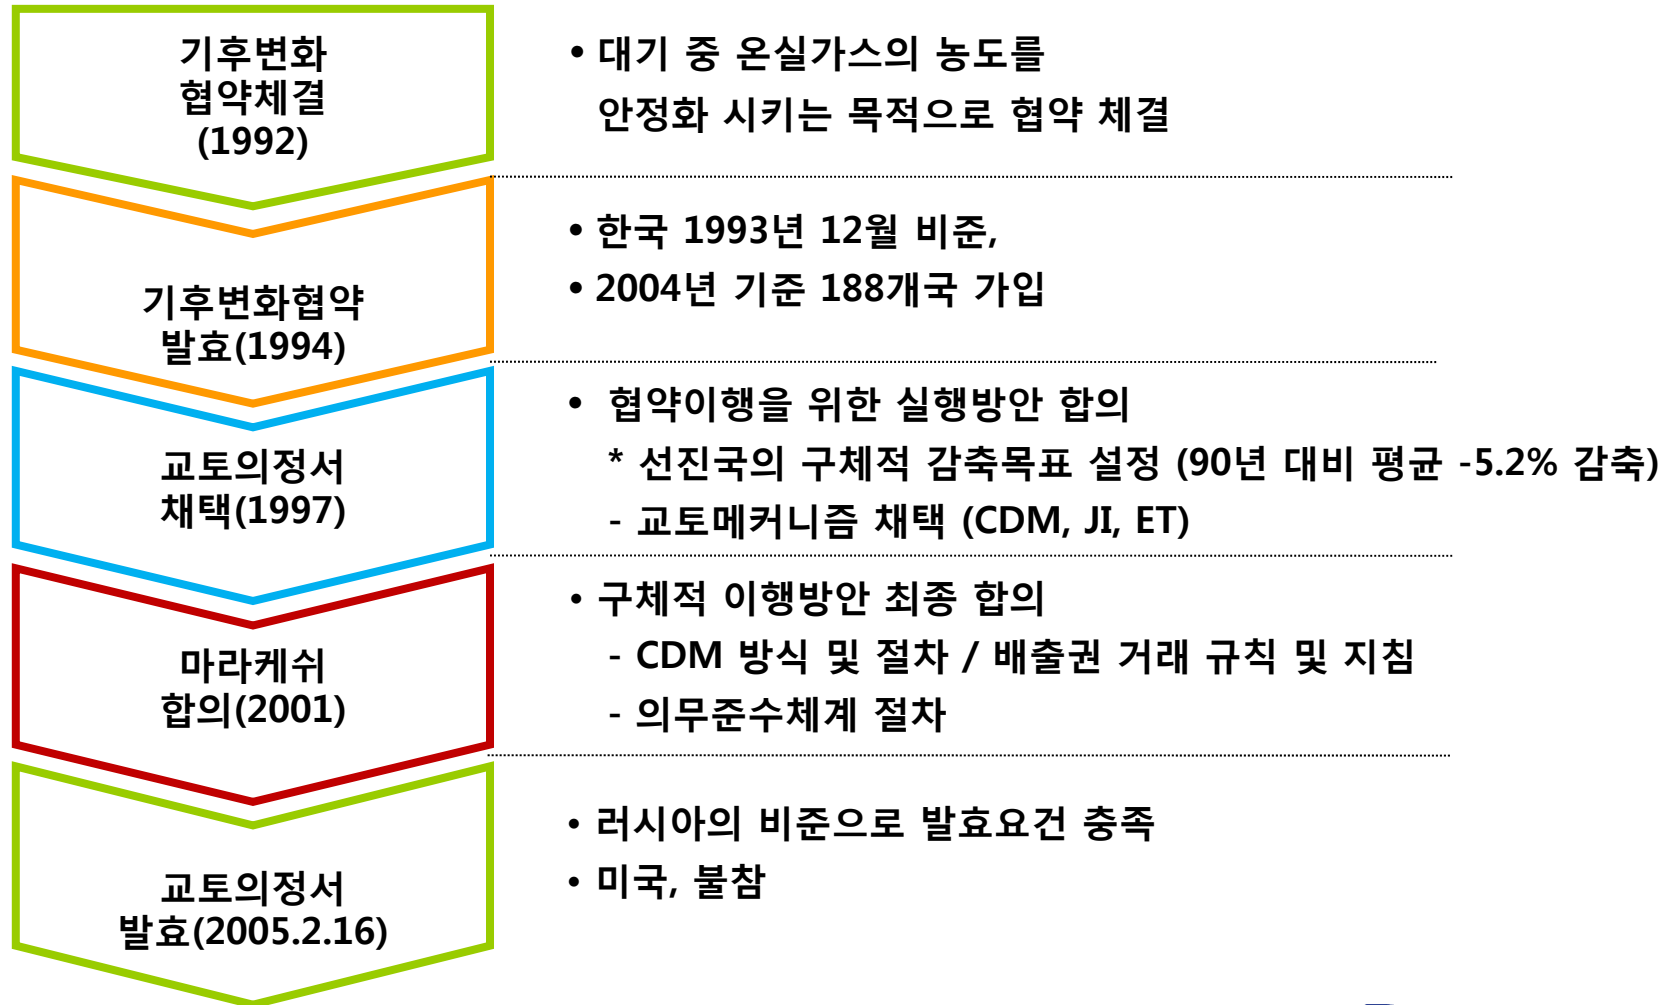 기후변화
협약체결
(1992)
• 대기 중 온실가스의 농도를
안정화 시키는 목적으로 협약 체결
기후변화협약
발효(1994)
• 한국 1993년 12월 비준,
• 2004년 기준 188개국 가입
교토의정서
채택(1997)
• 협약이행을 위한 실행방안 합의
* 선진국의 구체적 감축목표 설정 (90년 대비 평균 -5.2% 감축)
- 교토메커니즘 채택 (CDM, JI, ET)
마라케쉬
합의(2001)
• 구체적 이행방안 최종 합의
- CDM 방식 및 절차 / 배출권 거래 규칙 및 지침
- 의무준수체계 절차
교토의정서
발효(2005.2.16)
• 러시아의 비준으로 발효요건 충족
• 미국, 불참